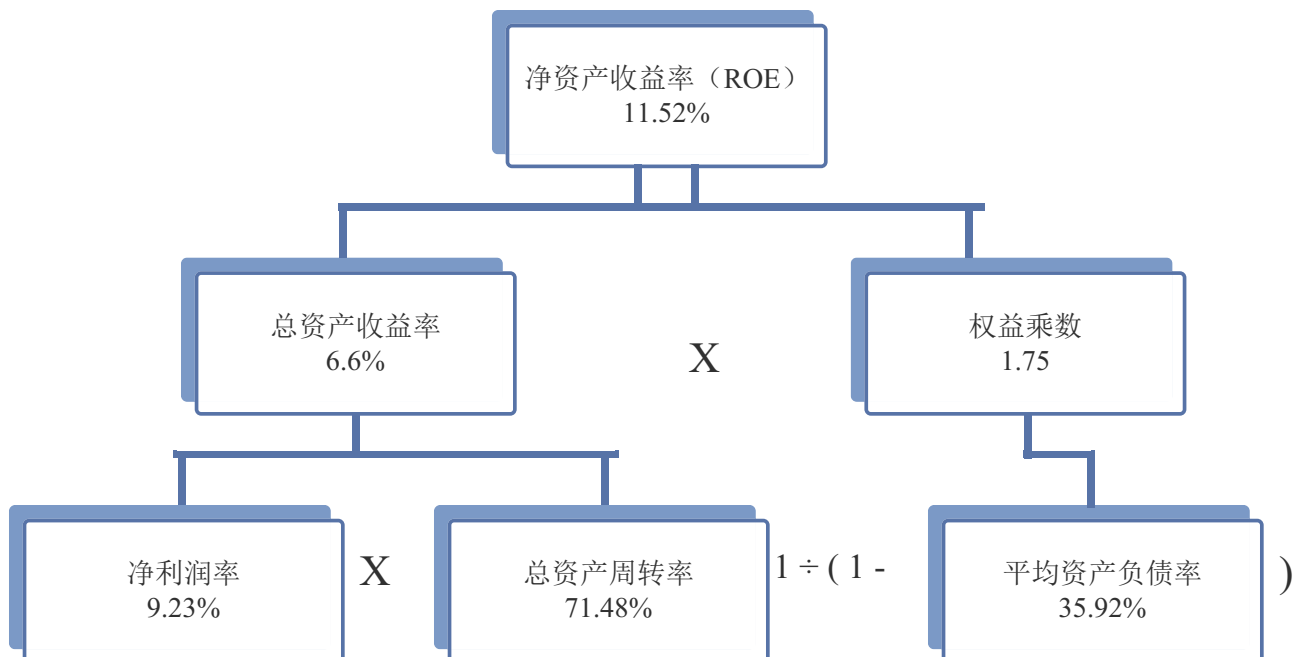 净资产收益率（ROE）
11.52%
总资产收益率
6.6%
X
权益乘数
1.75
净利润率
9.23%
X
总资产周转率
71.48%
1 ÷ ( 1 -
平均资产负债率
35.92%
)